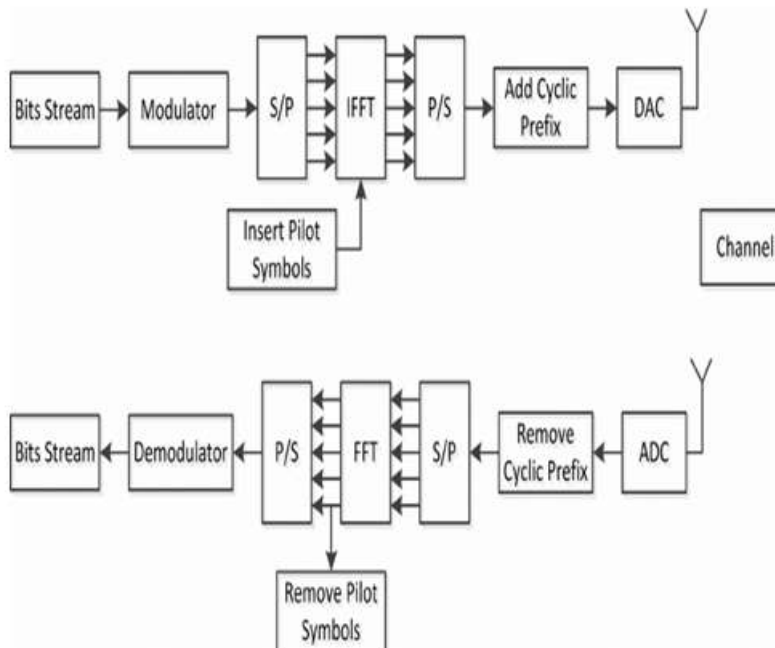 Bits Stream
Modulator
S/P
IFFT
P/S
Add Cyclic
Prefix
DAC
Insert Pilot
Symbols
Channel
Bits Stream
Demodulator
P/S
FFT
S/P
Remove
Cyclic Prefix
ADC
Remove Pilot
Symbols